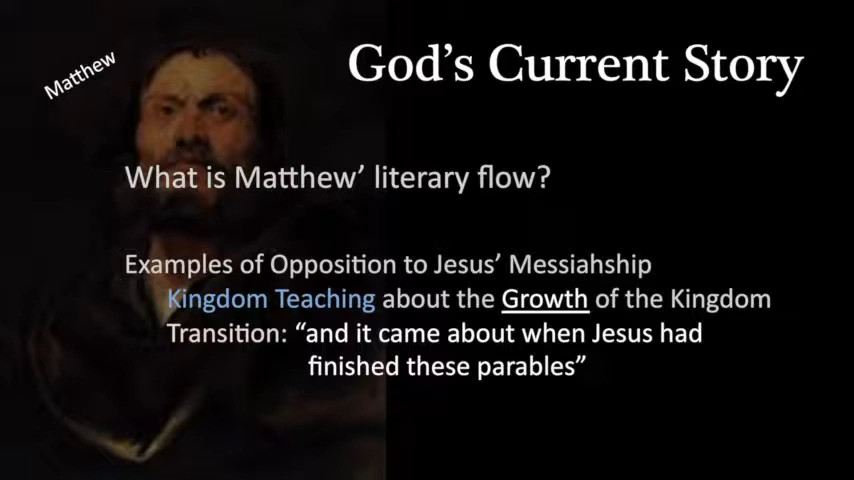 Matthew
God’s Current Story
What is Matthew’ literary flow?
Examples of Opposition to Jesus’ Messiahship
Kingdom Teaching about the Growth of the Kingdom
Transition: “and it came about when Jesus had
finished these parables”